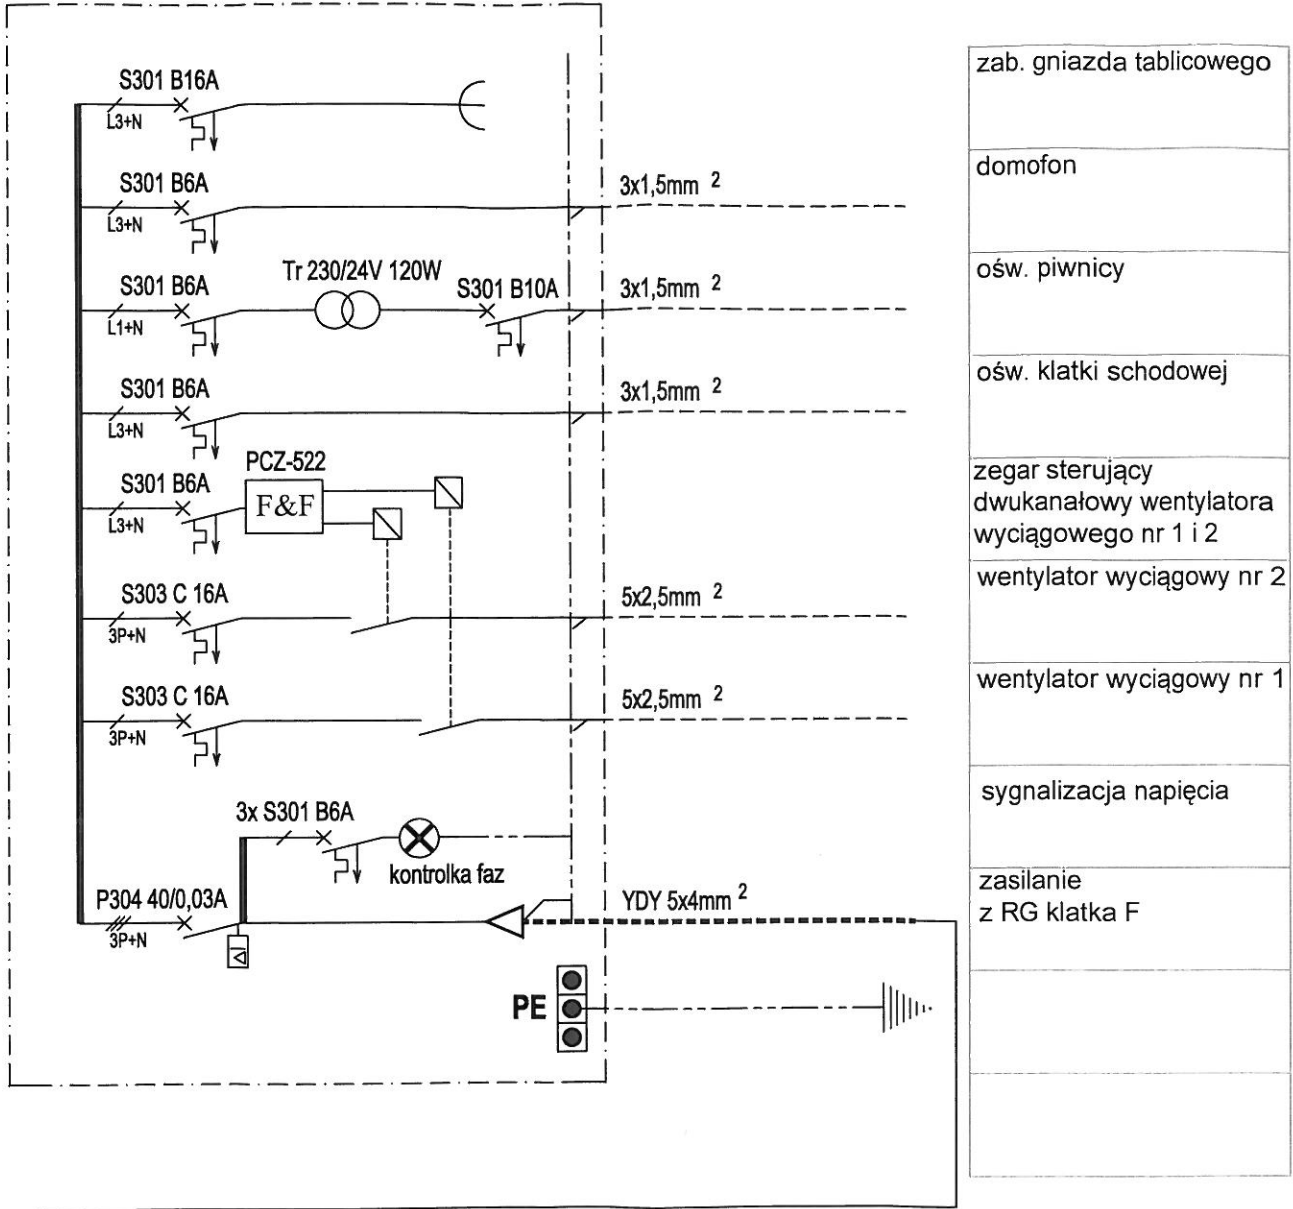 S301 B16A
L3+N
zab. gniazda tablicowego
S301 B6A
L3+N
3x1,5mm 2
domofon
S301 B6A
L1+N
Tr 230/24V 120W
S301 B10A
3x1,5mm 2
ośw. piwnicy
S301 B6A
L3+N
3x1,5mm 2
ośw. klatki schodowej
S301 B6A
L3+N
PCZ-522
F&F
zegar sterujący
dwukanałowy wentylatora
wyciągowego nr 1 i 2
S303 C 16A
3P+N
5x2,5mm 2
wentylator wyciągowy nr 2
S303 C 16A
3P+N
5x2,5mm 2
wentylator wyciągowy nr 1
3x S301 B6A
kontrolka faz
sygnalizacja napięcia
P304 40/0,03A
3P+N
YDY 5x4mm 2
zasilanie
z RG klatka F
PE